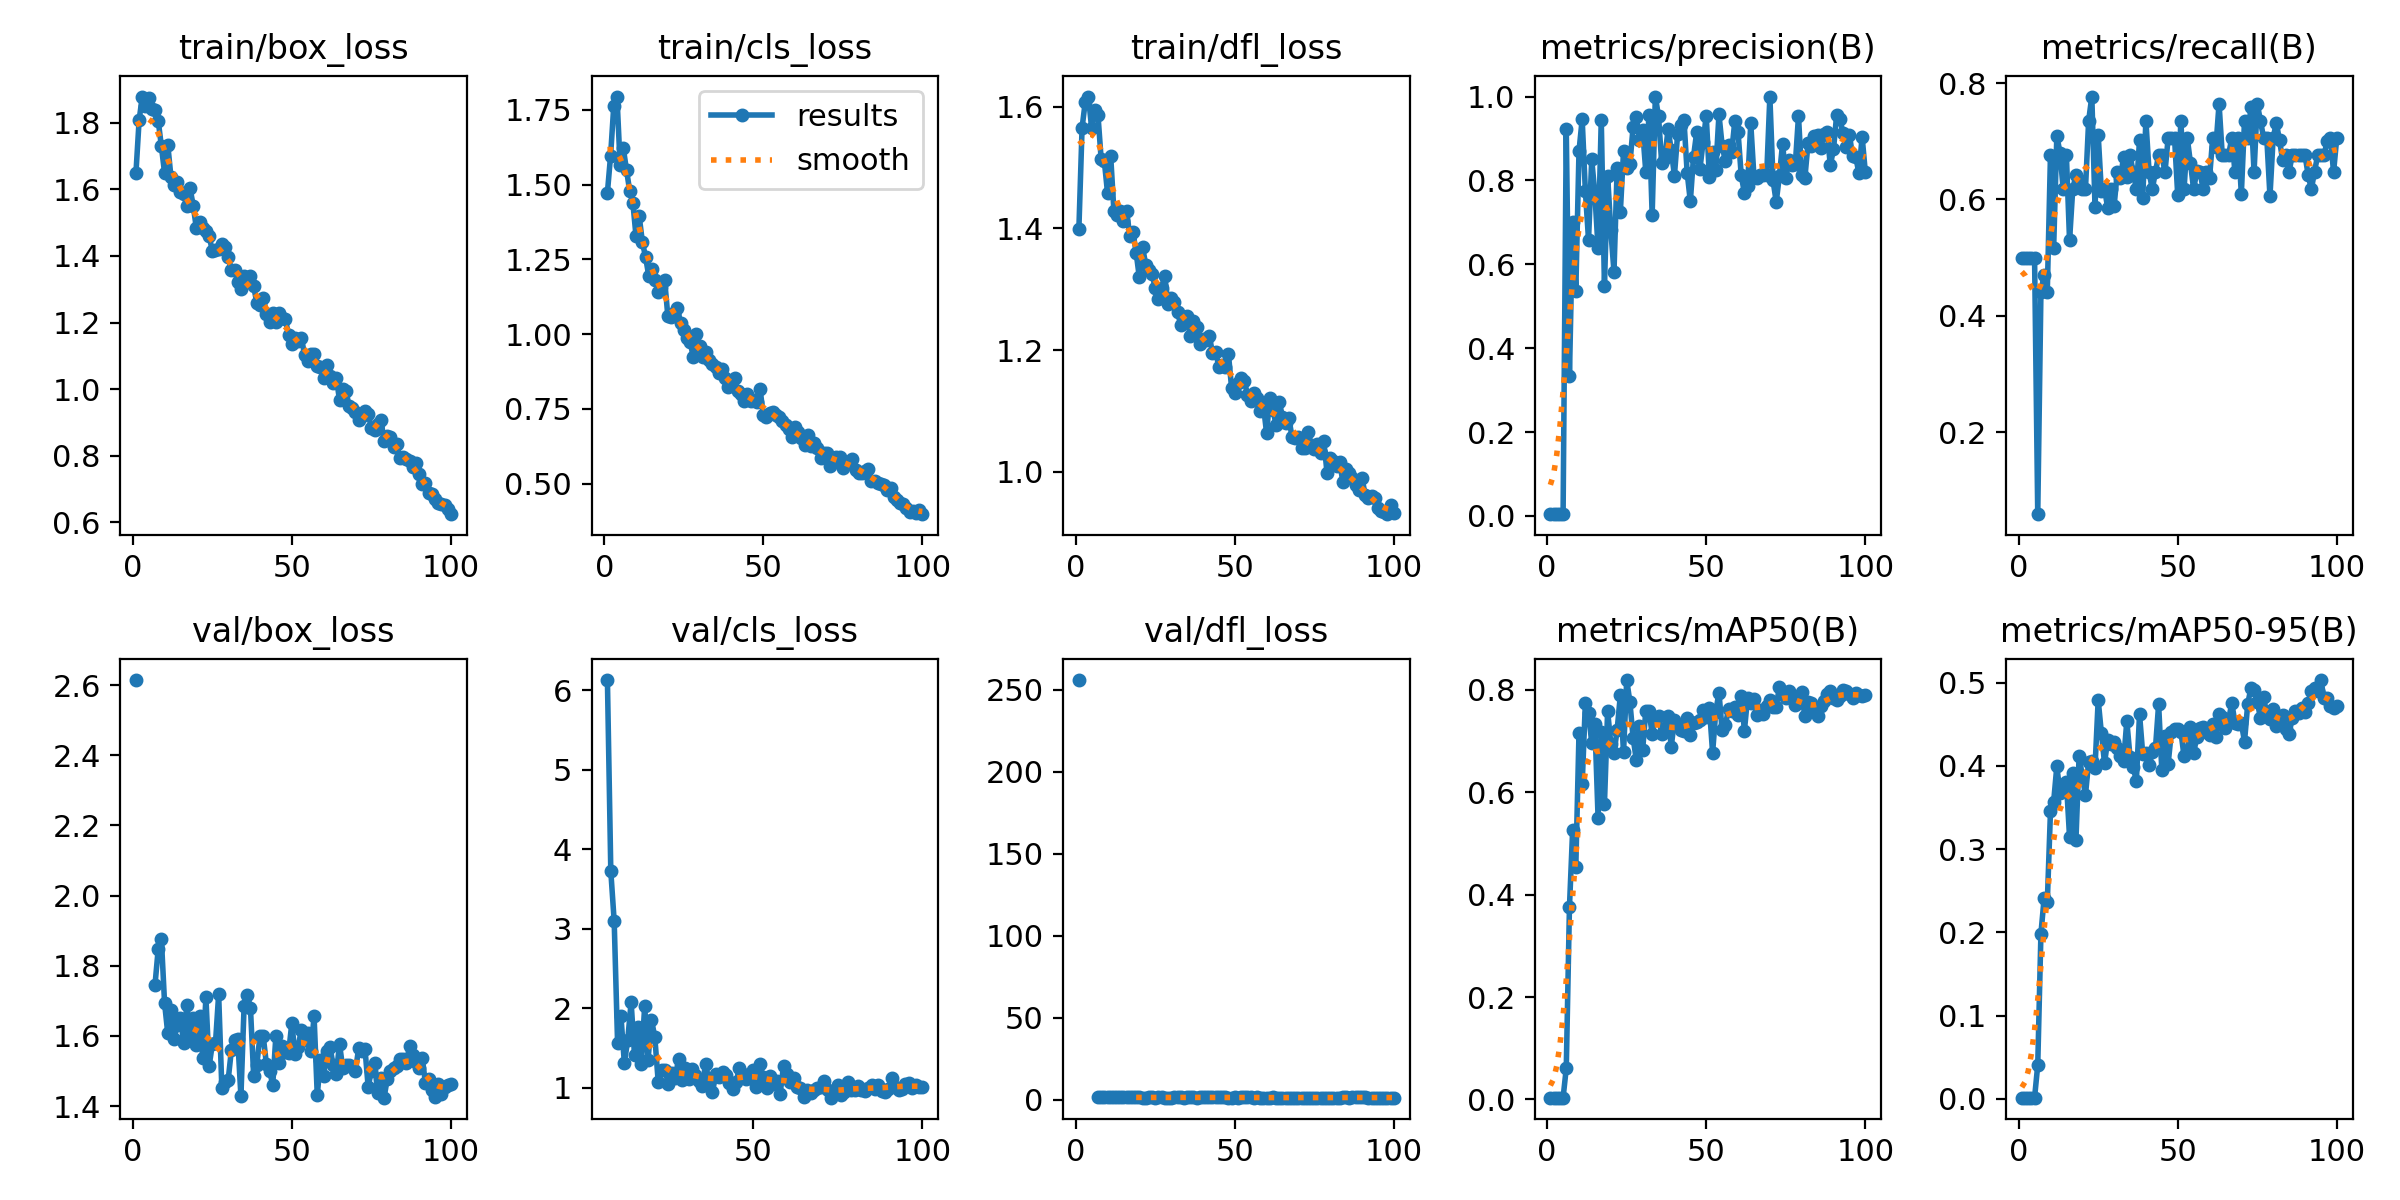 train/box_loss
1.8
1.6
1.4
1.2
1.0
0.8
0.6
0 50 100
train/cls_loss
results
smooth
1.75
1.50
1.25
1.00
0.75
0.50
0 50 100
train/dfl_loss
1.6
1.4
1.2
1.0
0 50 100
metrics/precision(B)
1.0
0.8
0.6
0.4
0.2
0.0
0 50 100
metrics/recall(B)
0.8
0.6
0.4
0.2
0 50 100
val/box_loss
2.6
2.4
2.2
2.0
1.8
1.6
1.4
0 50 100
val/cls_loss
6
5
4
3
2
1
50 100
val/dfl_loss
250
200
150
100
50
0
0 50 100
metrics/mAP50(B)
0.8
0.6
0.4
0.2
0.0
0 50 100
metrics/mAP50-95(B)
0.5
0.4
0.3
0.2
0.1
0.0
0 50 100